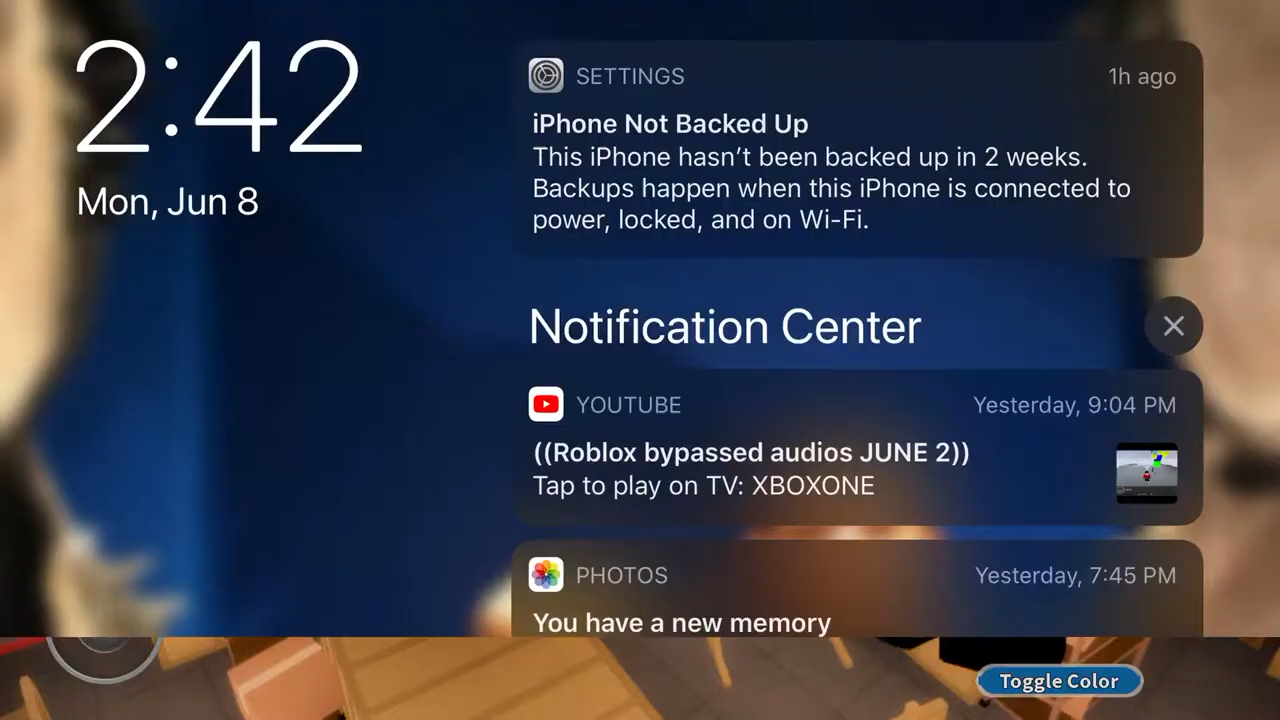 2:42
Mon, Jun 8
SETTINGS
1h ago
iPhone Not Backed Up
This iPhone hasn’t been backed up in 2 weeks.
Backups happen when this iPhone is connected to
power, locked, and on Wi-Fi.
Notification Center
YOUTUBE
Yesterday, 9:04 PM
((Roblox bypassed audios JUNE 2))
Tap to play on TV: XBOXONE
PHOTOS
Yesterday, 7:45 PM
You have a new memory
Toggle Color